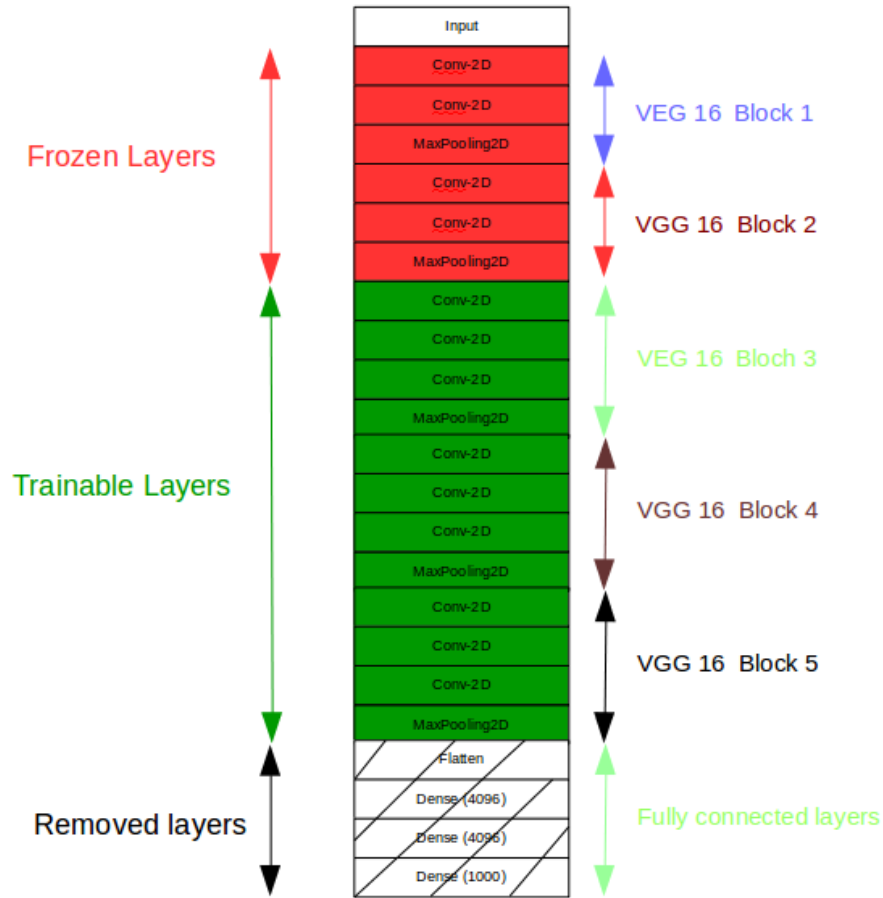 Input
Conv-2D
Conv-2D
MaxPooling2D
Conv-2D
Conv-2D
MaxPooling2D
Conv-2D
Conv-2D
Conv-2D
MaxPooling2D
Conv-2D
Conv-2D
Conv-2D
MaxPooling2D
Conv-2D
Conv-2D
Conv-2D
MaxPooling2D
Flatten
Dense (4096)
Dense (4096)
Dense (1000)
Frozen Layers
Trainable Layers
Removed layers
VEG 16 Block 1
VGG 16 Block 2
VEG 16 Bloch 3
VGG 16 Block 4
VGG 16 Block 5
Fully connected layers